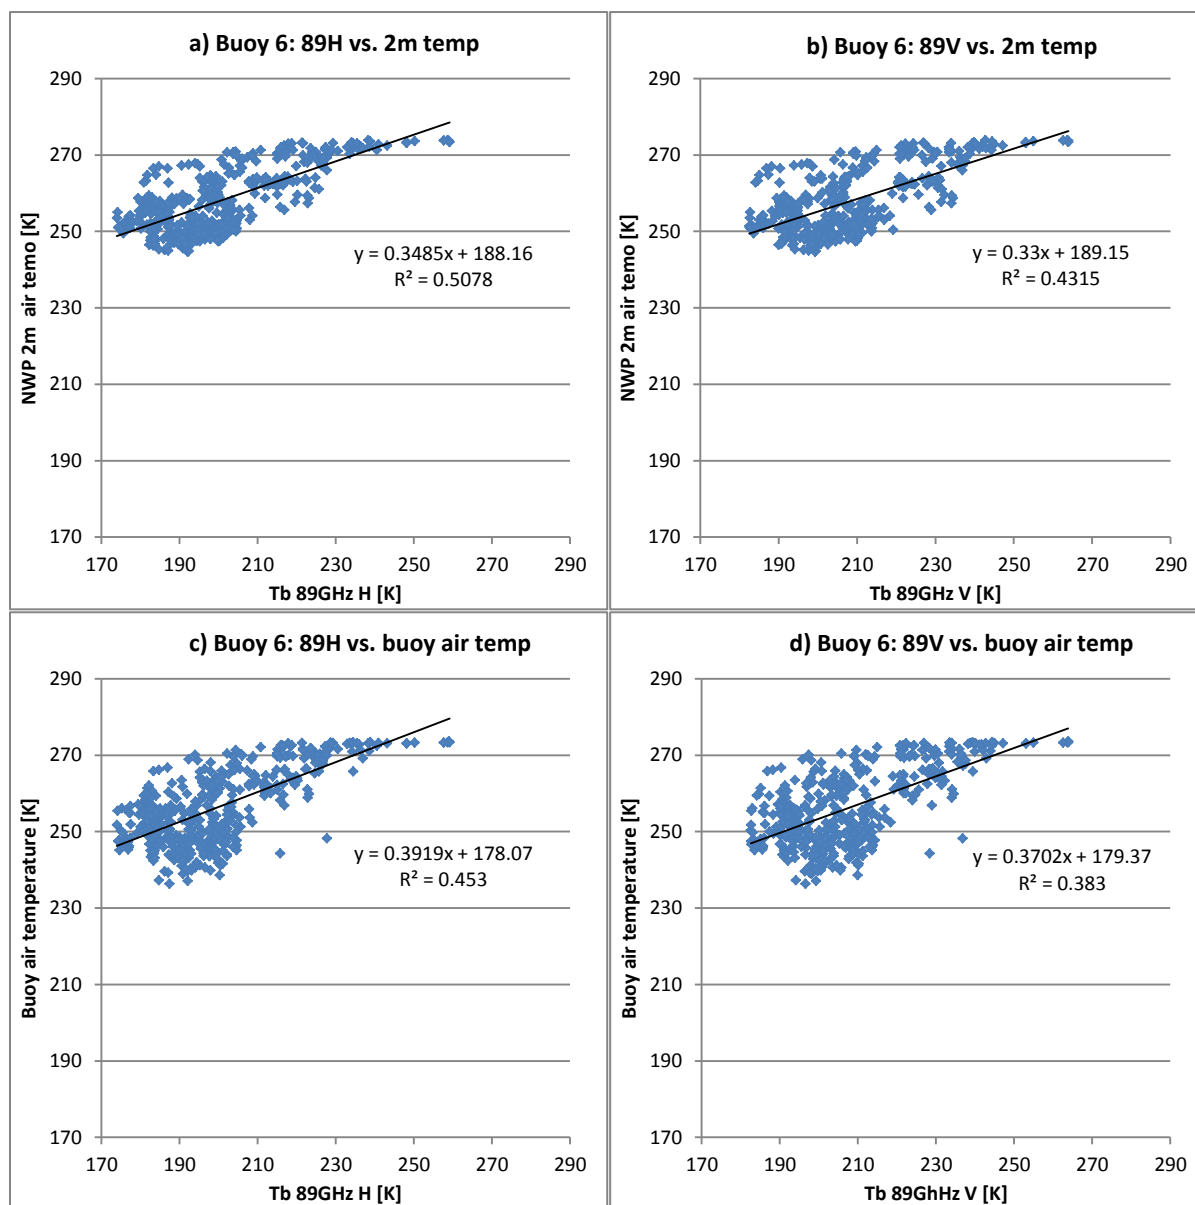 a) Buoy 6: 89H vs. 2m temp
290
270
250
230
210
190
170
170 190 210 230 250 270 290
NWP 2m air temo [K]
Tb 89GHz H [K]
y = 0.3485x + 188.16
R² = 0.5078
b) Buoy 6: 89V vs. 2m temp
290
270
250
230
210
190
170
170 190 210 230 250 270 290
NWP 2m air temo [K]
Tb 89GHz V [K]
y = 0.33x + 189.15
R² = 0.4315
c) Buoy 6: 89H vs. buoy air temp
290
270
250
230
210
190
170
170 190 210 230 250 270 290
Buoy air temperature [K]
Tb 89GHz H [K]
y = 0.3919x + 178.07
R² = 0.453
d) Buoy 6: 89V vs. buoy air temp
290
270
250
230
210
190
170
170 190 210 230 250 270 290
Buoy air temperature [K]
Tb 89GhHz V [K]
y = 0.3702x + 179.37
R² = 0.383